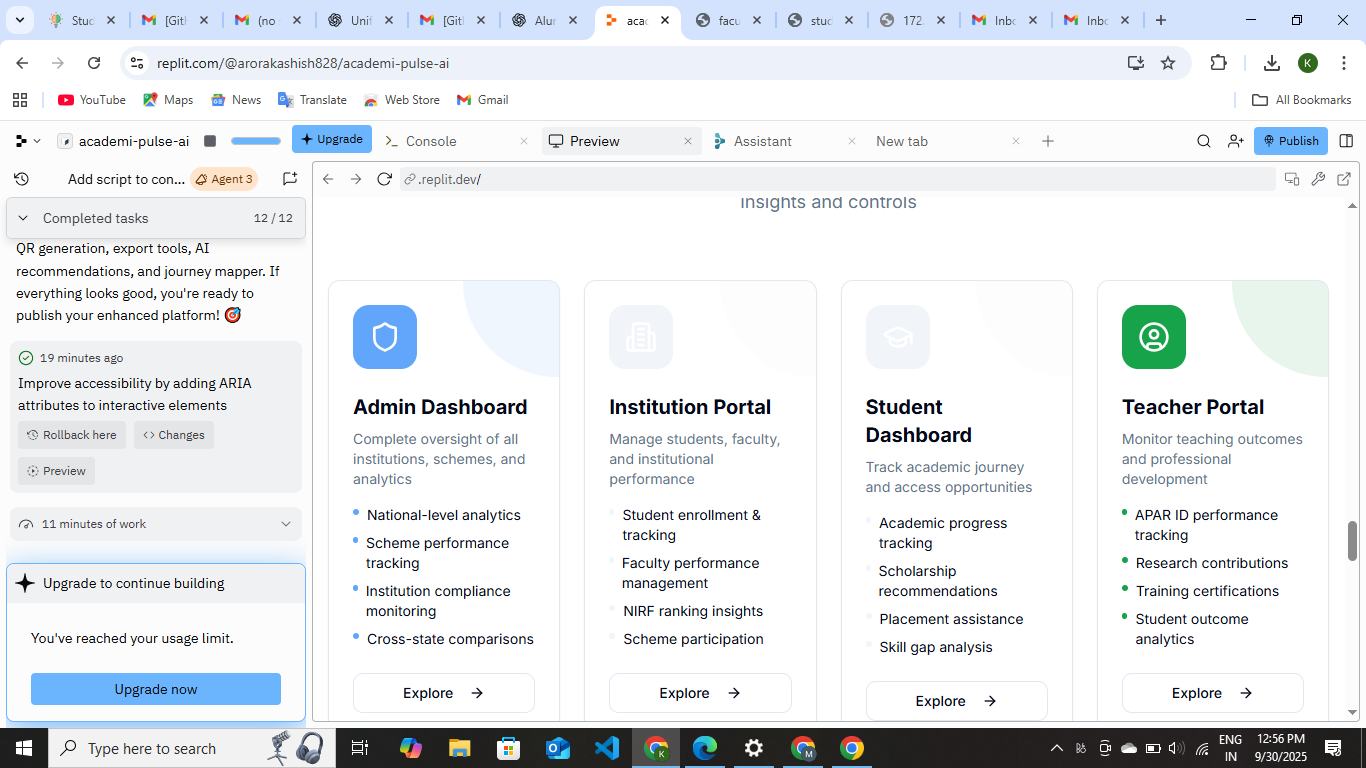 Stud
[Gitl
(no
Unif
[Gitl
Alur
acac
facu
stud
172.
Inbo
Inbo
replit.com/@arorakashish828/academi-pulse-ai
K
YouTube
Maps
News
Translate
Web Store
Gmail
All Bookmarks
academi-pulse-ai
Upgrade
Console
Preview
Assistant
New tab
Publish
Add script to con...
Agent 3
.replit.dev/
Completed tasks
12 / 12
QR generation, export tools, AI
recommendations, and journey mapper. If
everything looks good, you're ready to
publish your enhanced platform! 🎯
19 minutes ago
Improve accessibility by adding ARIA
attributes to interactive elements
Rollback here
Changes
Preview
11 minutes of work
Upgrade to continue building
You've reached your usage limit.
Upgrade now
insights and controls
Admin Dashboard
Complete oversight of all
institutions, schemes, and
analytics
National-level analytics
Scheme performance
tracking
Institution compliance
monitoring
Cross-state comparisons
Explore
Institution Portal
Manage students, faculty,
and institutional
performance
Student enrollment &
tracking
Faculty performance
management
NIRF ranking insights
Scheme participation
Explore
Student
Dashboard
Track academic journey
and access opportunities
Academic progress
tracking
Scholarship
recommendations
Placement assistance
Skill gap analysis
Explore
Teacher Portal
Monitor teaching outcomes
and professional
development
APAR ID performance
tracking
Research contributions
Training certifications
Student outcome
analytics
Explore
Type here to search
ENG
IN
12:56 PM
9/30/2025